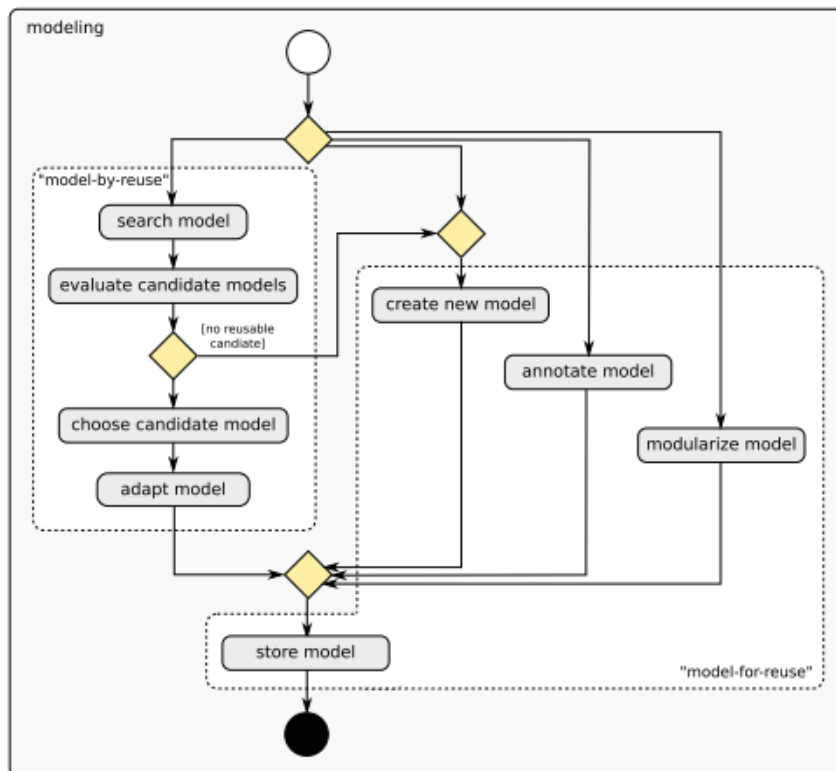 modeling
"model-by-reuse"
search model
evaluate candidate models
[no reusable
candiate]
choose candidate model
adapt model
create new model
annotate model
modularize model
store model
"model-for-reuse"